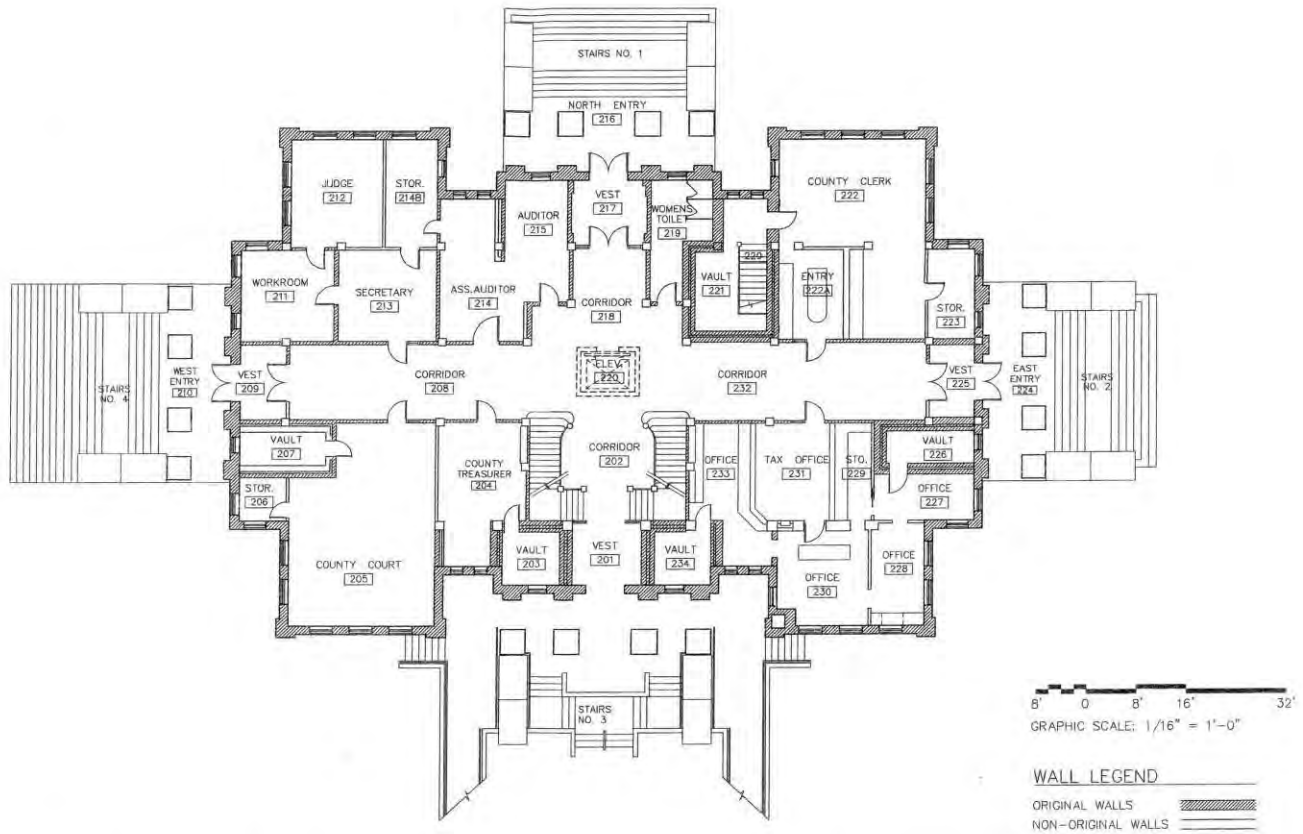 STAIRS NO. 1
NORTH ENTRY
216
JUDGE
212
STOR.
214B
AUDITOR
215
VEST
217
WOMENS
TOILET
219
COUNTY CLERK
222
WORKROOM
211
SECRETARY
213
ASS. AUDITOR
214
CORRIDOR
218
VAULT
221
220
ENTRY
222A
STOR.
223
STAIRS
NO. 4
WEST
ENTRY
210
VEST
209
CORRIDOR
208
ELEV.
220
CORRIDOR
232
VEST
225
EAST
ENTRY
224
STAIRS
NO. 2
VAULT
207
STOR.
206
COUNTY
TREASURER
204
CORRIDOR
202
OFFICE
233
TAX OFFICE
231
STO.
229
VAULT
226
OFFICE
227
COUNTY COURT
205
VAULT
203
VEST
201
VAULT
234
OFFICE
230
OFFICE
228
STAIRS
NO. 3
8' 0 8' 16' 32'
GRAPHIC SCALE: 1/16" = 1'-0"
WALL LEGEND
ORIGINAL WALLS
NON-ORIGINAL WALLS